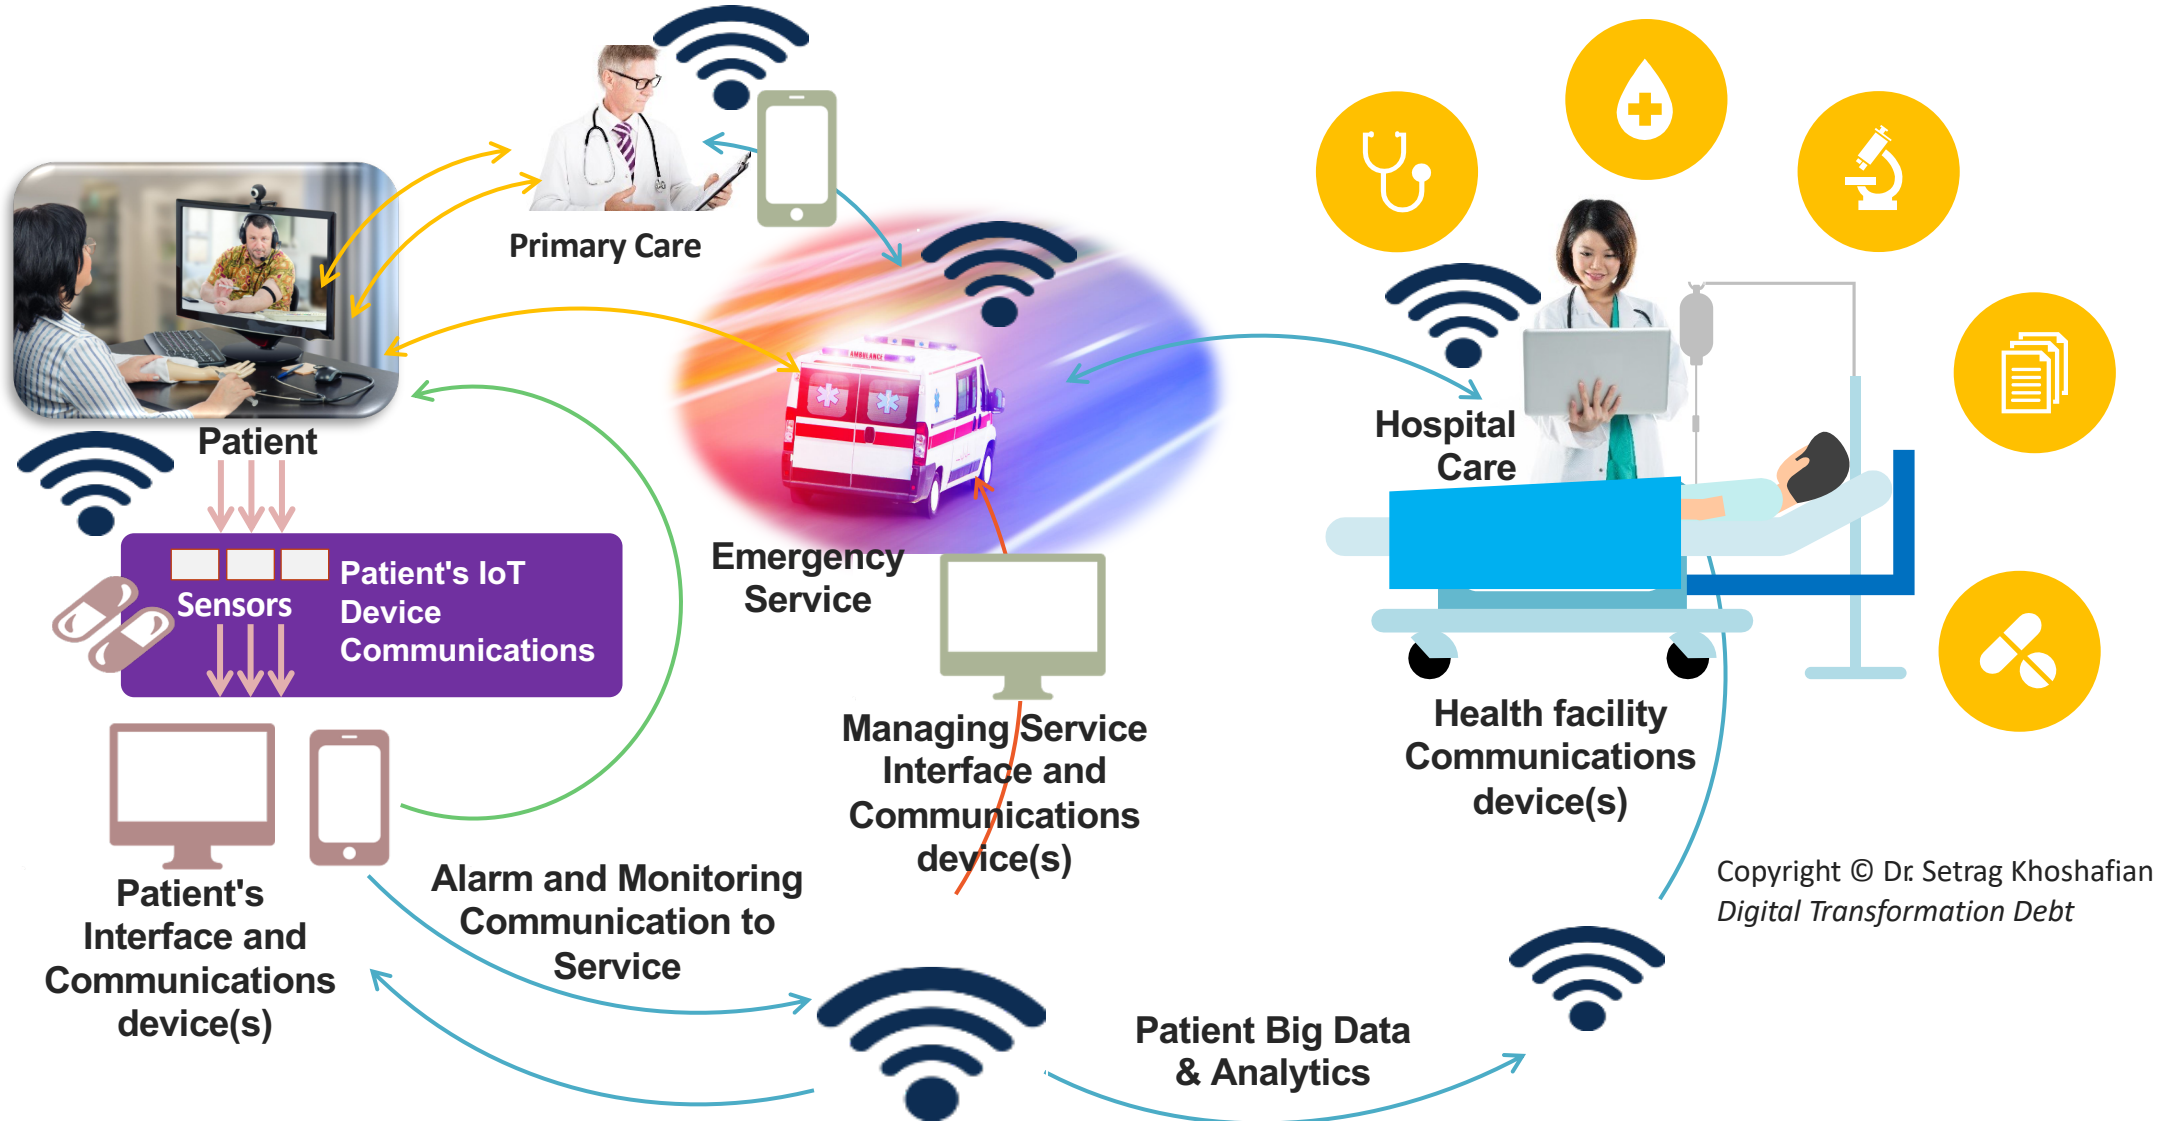 Primary Care
AMBULANCE
Patient
Hospital
Care
Sensors
Patient's IoT
Device
Communications
Emergency
Service
Managing Service
Interface and
Communications
device(s)
Health facility
Communications
device(s)
Patient's
Interface and
Communications
device(s)
Alarm and Monitoring
Communication to
Service
Patient Big Data
& Analytics
Copyright © Dr. Setrag Khoshafian
Digital Transformation Debt